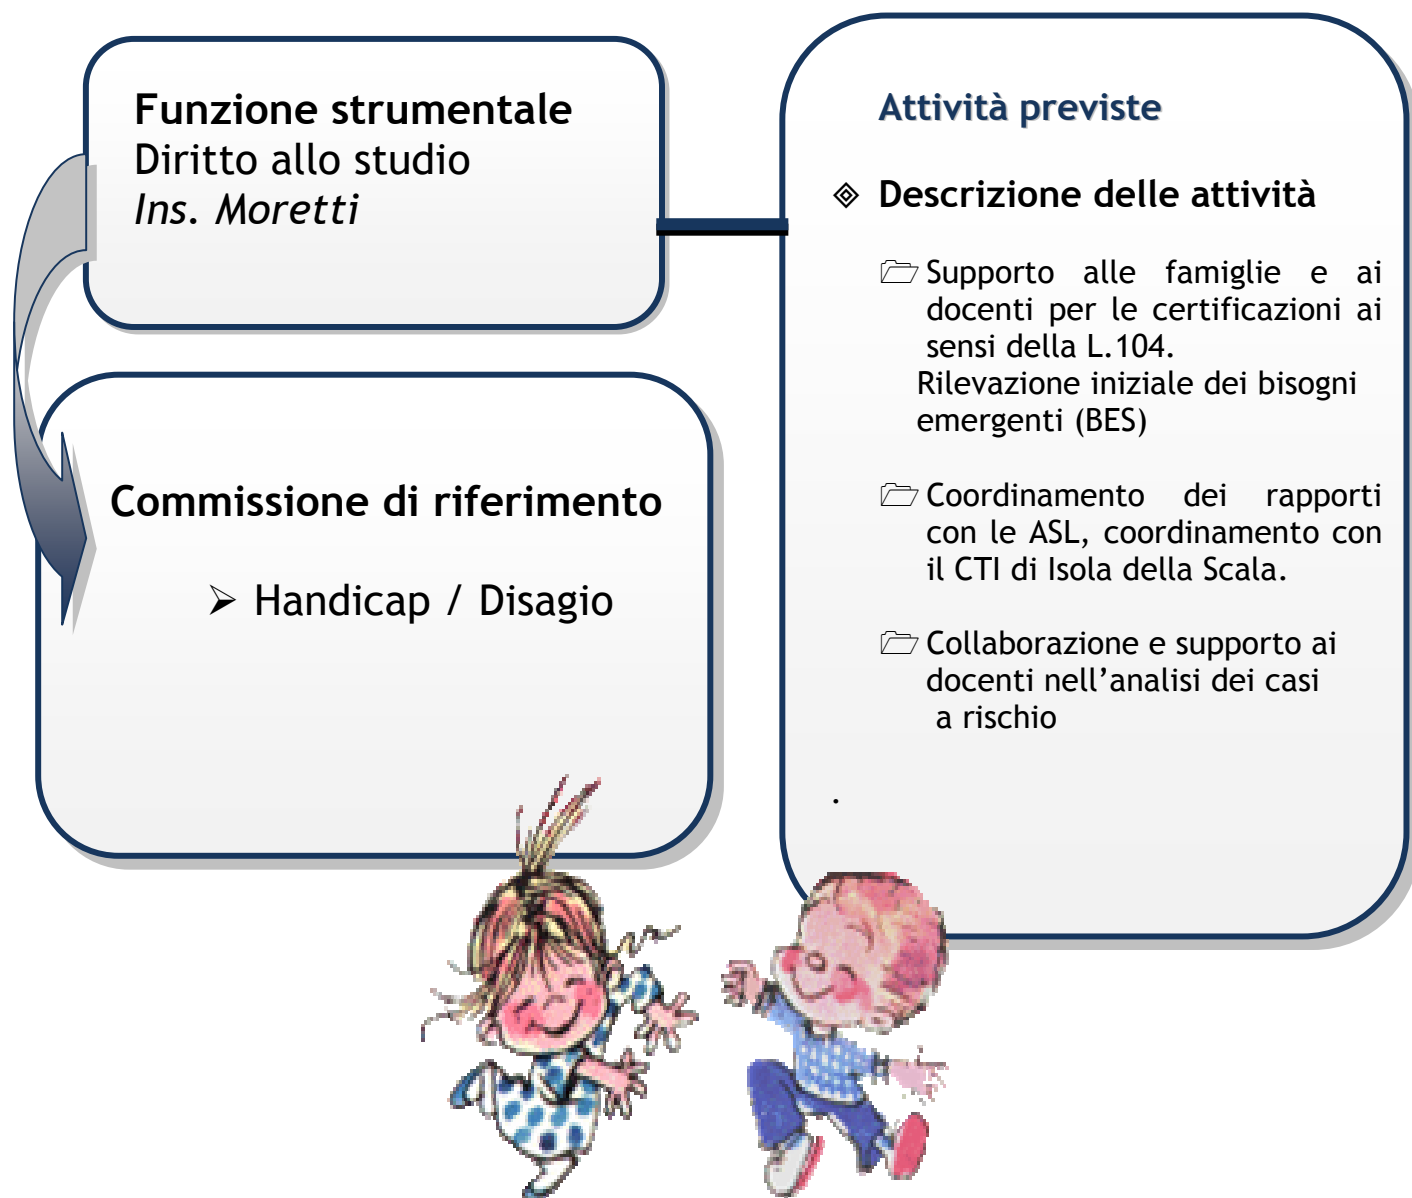 Funzione strumentale
Diritto allo studio
Ins. Moretti
Commissione di riferimento
➢ Handicap / Disagio
Attività previste
Descrizione delle attività
Supporto alle famiglie e ai
docenti per le certificazioni ai
sensi della L.104.
Rilevazione iniziale dei bisogni
emergenti (BES)
Coordinamento dei rapporti
con le ASL, coordinamento con
il CTI di Isola della Scala.
Collaborazione e supporto ai
docenti nell’analisi dei casi
a rischio
.